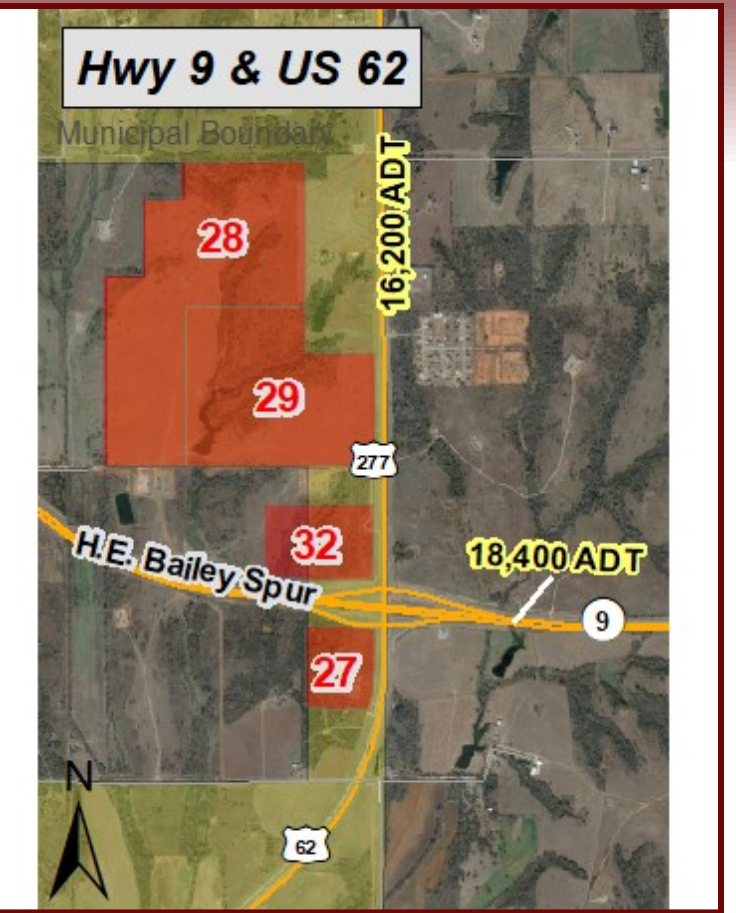 Hwy 9 & US 62
Municipal Boundary
16,200 ADT
28
29
277
32
H.E. Bailey Spur
18,400 ADT
9
27
N
62